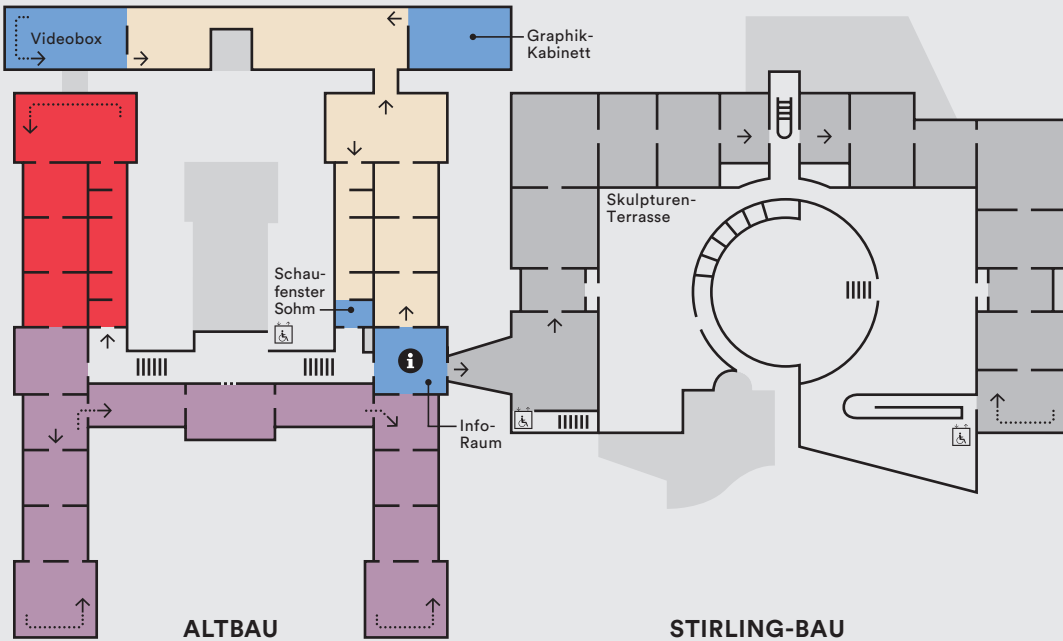 Videobox
Graphik-
Kabinett
Skulpturen-
Terrasse
Schau-
fenster
Sohm
i
Info-
Raum
ALTBAU
STIRLING-BAU